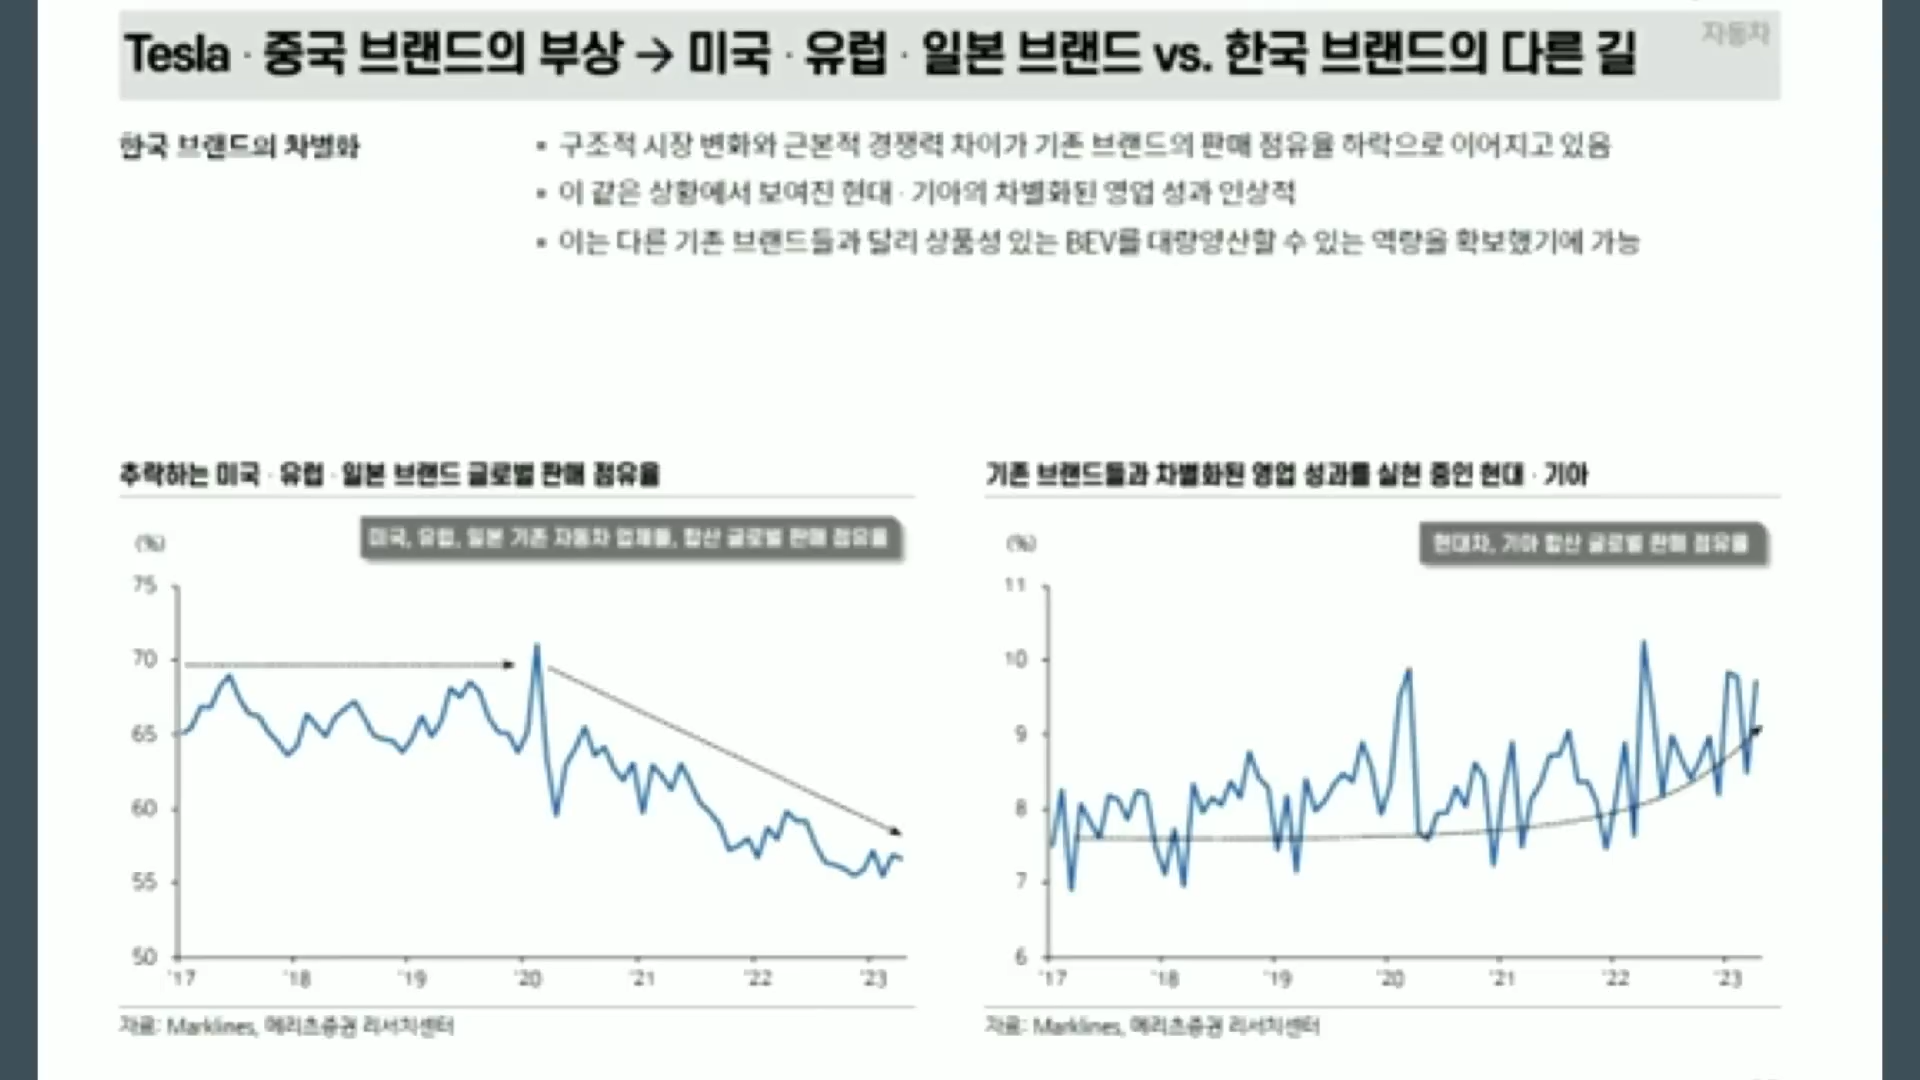 자동차
Tesla · 중국 브랜드의 부상 → 미국 · 유럽 · 일본 브랜드 vs. 한국 브랜드의 다른 길
한국 브랜드의 차별화
▪ 구조적 시장 변화와 근본적 경쟁력 차이가 기존 브랜드의 판매 점유율 하락으로 이어지고 있음
▪ 이 같은 상황에서 보여진 현대 · 기아의 차별화된 영업 성과 인상적
▪ 이는 다른 기존 브랜드들과 달리 상품성 있는 BEV를 대량양산할 수 있는 역량을 확보했기에 가능
추락하는 미국 · 유럽 · 일본 브랜드 글로벌 판매 점유율
(%)
미국, 유럽, 일본 기존 자동차 업체들, 합산 글로벌 판매 점유율
75
70
65
60
55
50
'17 '18 '19 '20 '21 '22 '23
자료: Marklines, 메리츠증권 리서치센터
기존 브랜드들과 차별화된 영업 성과를 실현 중인 현대 · 기아
(%)
현대차, 기아 합산 글로벌 판매 점유율
11
10
9
8
7
6
'17 '18 '19 '20 '21 '22 '23
자료: Marklines, 메리츠증권 리서치센터